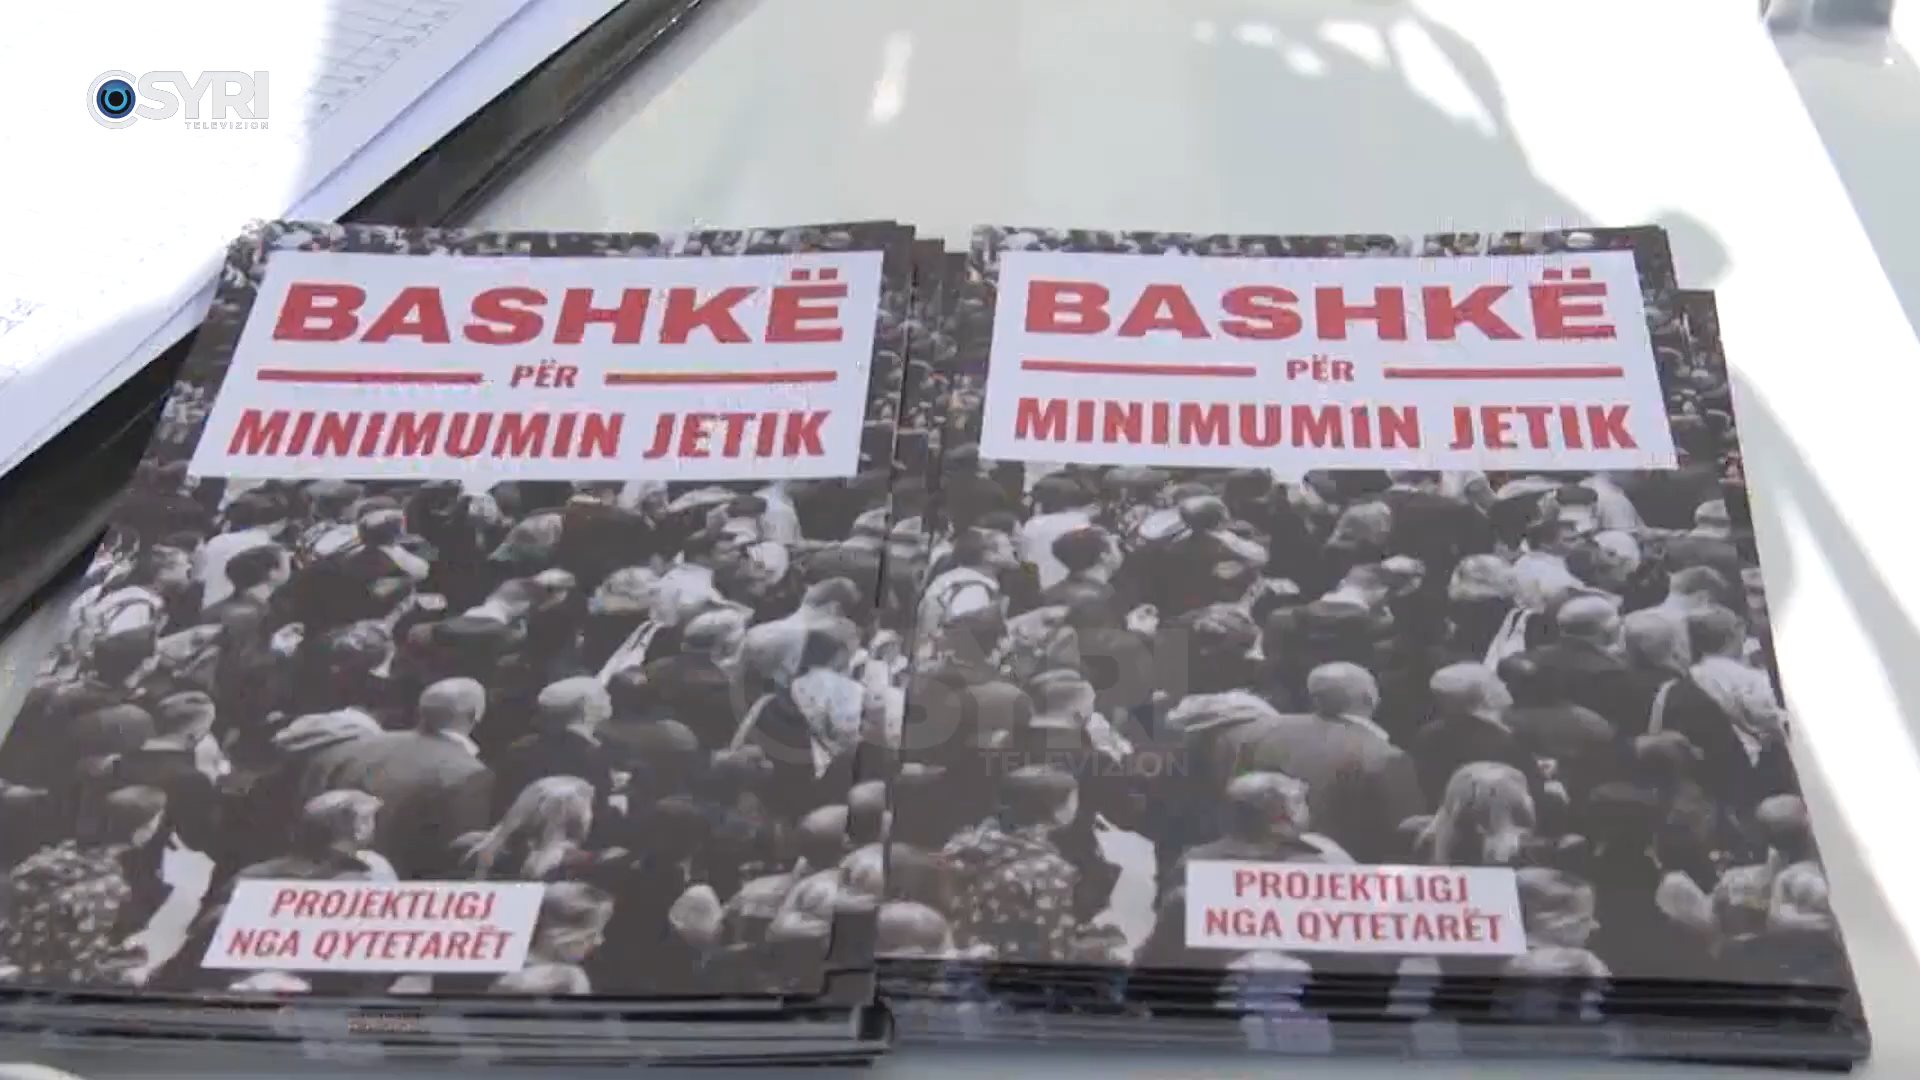 SYRI
TELEVIZION
BASHKË
PËR
MINIMUMIN JETIK
PROJEKTLIGJ
NGA QYTETARËT
BASHKË
PËR
MINIMUMIN JETIK
PROJEKTLIGJ
NGA QYTETARËT
SYRI
TELEVIZION